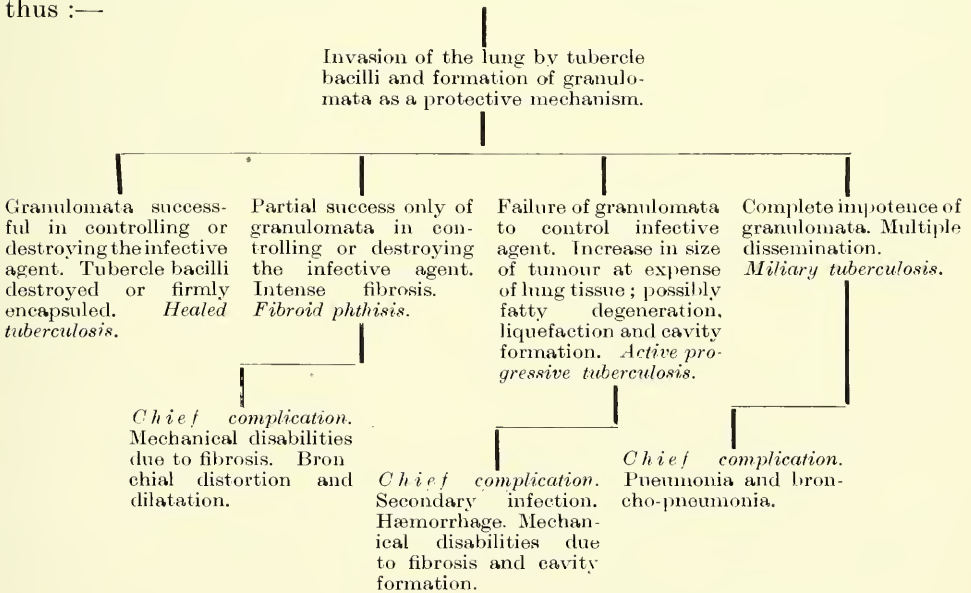 thus :—
Invasion of the lung by tubercle
bacilli and formation of granulo-
mata as a protective mechanism.
Granulomata success-
ful in controlling or
destroying the infective
agent. Tubercle bacilli
destroyed or firmly
encapsuled. Healed
tuberculosis.
Partial success only of
granulomata in con-
trolling or destroying
the infective agent.
Intense fibrosis.
Fibroid phthisis.
Failure of granulomata
to control infective
agent. Increase in size
of tumour at expense
of lung tissue ; possibly
fatty degeneration,
liquefaction and cavity
formation. Active pro-
gressive tuberculosis.
Complete impotence of
granulomata. Multiple
dissemination.
Miliary tuberculosis.
Chief complication.
Mechanical disabilities
due to fibrosis. Bron
chial distortion and
dilatation.
Chief complication.
Secondary infection.
Hæmorrhage. Mechan-
ical disabilities due
to fibrosis and cavity
formation.
Chief complication.
Pneumonia and bron-
cho-pneumonia.